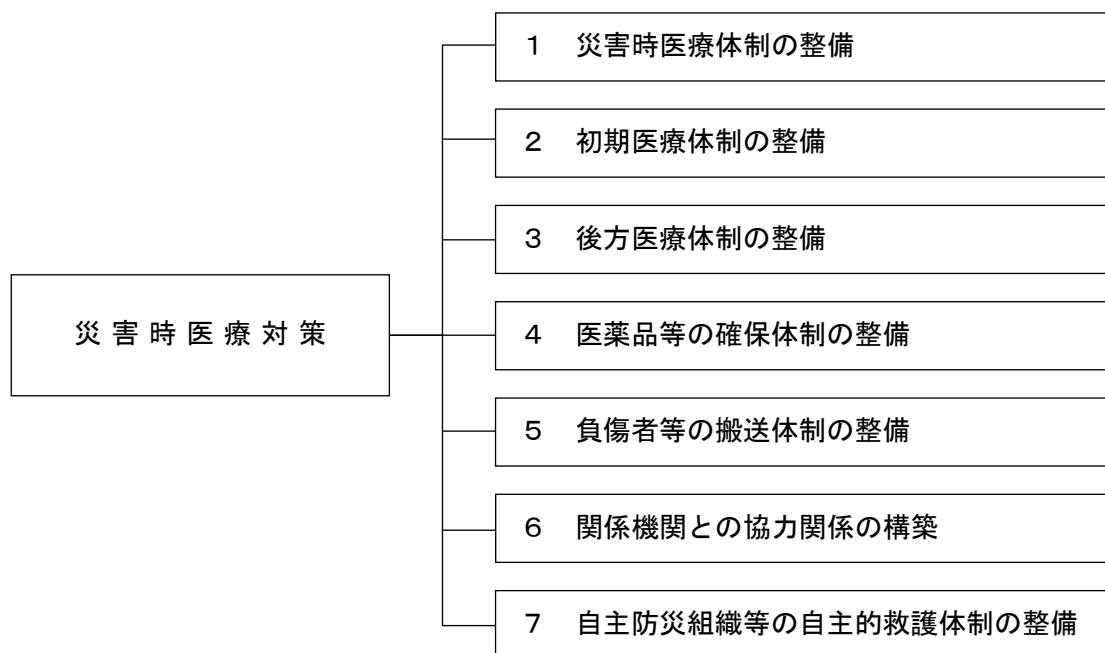 災害時医療対策
1 災害時医療体制の整備
2 初期医療体制の整備
3 後方医療体制の整備
4 医薬品等の確保体制の整備
5 負傷者等の搬送体制の整備
6 関係機関との協力関係の構築
7 自主防災組織等の自主的救護体制の整備